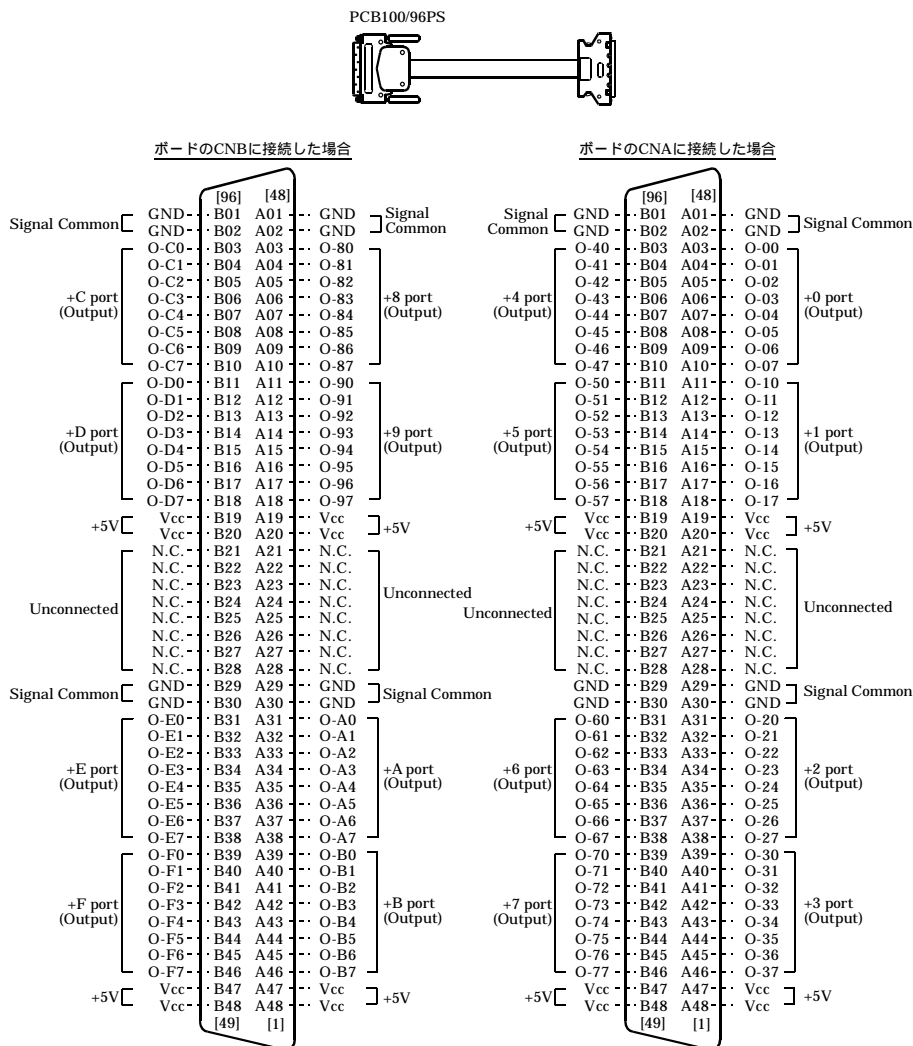 PCB100/96PS
ボードのCNBに接続した場合
[96] [48]
Signal Common GND B01 A01 GND Signal Common
GND B02 A02 GND
+C port (Output) O-C0 B03 A03 O-80 +8 port (Output)
O-C1 B04 A04 O-81
O-C2 B05 A05 O-82
O-C3 B06 A06 O-83
O-C4 B07 A07 O-84
O-C5 B08 A08 O-85
O-C6 B09 A09 O-86
O-C7 B10 A10 O-87
+D port (Output) O-D0 B11 A11 O-90 +9 port (Output)
O-D1 B12 A12 O-91
O-D2 B13 A13 O-92
O-D3 B14 A14 O-93
O-D4 B15 A15 O-94
O-D5 B16 A16 O-95
O-D6 B17 A17 O-96
O-D7 B18 A18 O-97
+5V Vcc B19 A19 Vcc +5V
Vcc B20 A20 Vcc
Unconnected N.C. B21 A21 N.C. Unconnected
N.C. B22 A22 N.C.
N.C. B23 A23 N.C.
N.C. B24 A24 N.C.
N.C. B25 A25 N.C.
N.C. B26 A26 N.C.
N.C. B27 A27 N.C.
N.C. B28 A28 N.C.
Signal Common GND B29 A29 GND Signal Common
GND B30 A30 GND
+E port (Output) O-E0 B31 A31 O-A0 +A port (Output)
O-E1 B32 A32 O-A1
O-E2 B33 A33 O-A2
O-E3 B34 A34 O-A3
O-E4 B35 A35 O-A4
O-E5 B36 A36 O-A5
O-E6 B37 A37 O-A6
O-E7 B38 A38 O-A7
+F port (Output) O-F0 B39 A39 O-B0 +B port (Output)
O-F1 B40 A40 O-B1
O-F2 B41 A41 O-B2
O-F3 B42 A42 O-B3
O-F4 B43 A43 O-B4
O-F5 B44 A44 O-B5
O-F6 B45 A45 O-B6
O-F7 B46 A46 O-B7
+5V Vcc B47 A47 Vcc +5V
Vcc B48 A48 Vcc
[49] [1]
ボードのCNAに接続した場合
[96] [48]
Signal Common GND B01 A01 GND Signal Common
GND B02 A02 GND
+4 port (Output) O-40 B03 A03 O-00 +0 port (Output)
O-41 B04 A04 O-01
O-42 B05 A05 O-02
O-43 B06 A06 O-03
O-44 B07 A07 O-04
O-45 B08 A08 O-05
O-46 B09 A09 O-06
O-47 B10 A10 O-07
+5 port (Output) O-50 B11 A11 O-10 +1 port (Output)
O-51 B12 A12 O-11
O-52 B13 A13 O-12
O-53 B14 A14 O-13
O-54 B15 A15 O-14
O-55 B16 A16 O-15
O-56 B17 A17 O-16
O-57 B18 A18 O-17
+5V Vcc B19 A19 Vcc +5V
Vcc B20 A20 Vcc
Unconnected N.C. B21 A21 N.C. Unconnected
N.C. B22 A22 N.C.
N.C. B23 A23 N.C.
N.C. B24 A24 N.C.
N.C. B25 A25 N.C.
N.C. B26 A26 N.C.
N.C. B27 A27 N.C.
N.C. B28 A28 N.C.
GND B29 A29 GND Signal Common
GND B30 A30 GND
+6 port (Output) O-60 B31 A31 O-20 +2 port (Output)
O-61 B32 A32 O-21
O-62 B33 A33 O-22
O-63 B34 A34 O-23
O-64 B35 A35 O-24
O-65 B36 A36 O-25
O-66 B37 A37 O-26
O-67 B38 A38 O-27
+7 port (Output) O-70 B39 A39 O-30 +3 port (Output)
O-71 B40 A40 O-31
O-72 B41 A41 O-32
O-73 B42 A42 O-33
O-74 B43 A43 O-34
O-75 B44 A44 O-35
O-76 B45 A45 O-36
O-77 B46 A46 O-37
+5V Vcc B47 A47 Vcc +5V
Vcc B48 A48 Vcc
[49] [1]